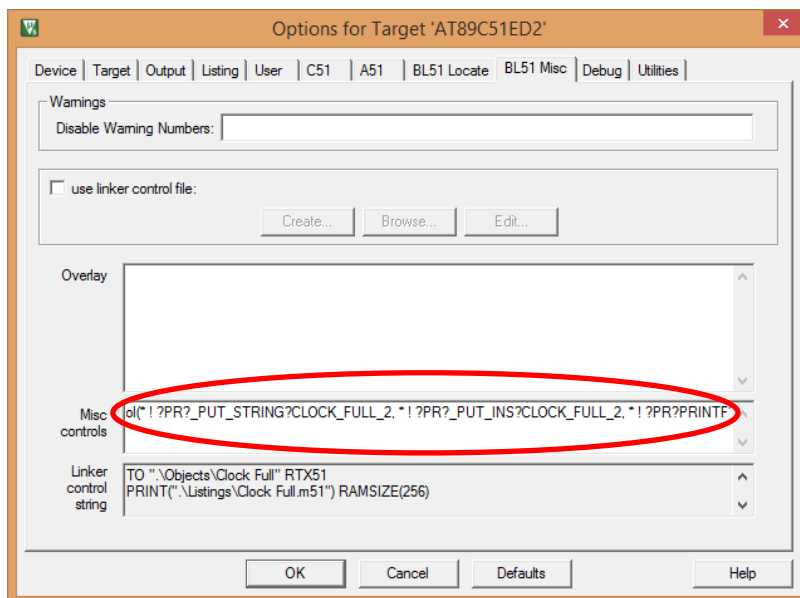 Options for Target 'AT89C51ED2'
Device Target Output Listing User C51 A51 BL51 Locate BL51 Misc Debug Utilities
Warnings
Disable Warning Numbers:
use linker control file:
Create... Browse... Edit...
Overlay
Misc controls
ol(* ! ?PR?_PUT_STRING?CLOCK_FULL_2, * ! ?PR?_PUT_INS?CLOCK_FULL_2, * ! ?PR?PRINTF
Linker control string
TO ".\Objects\Clock Full" RTX51
PRINT(".\Listings\Clock Full.m51") RAMSIZE(256)
OK Cancel Defaults Help